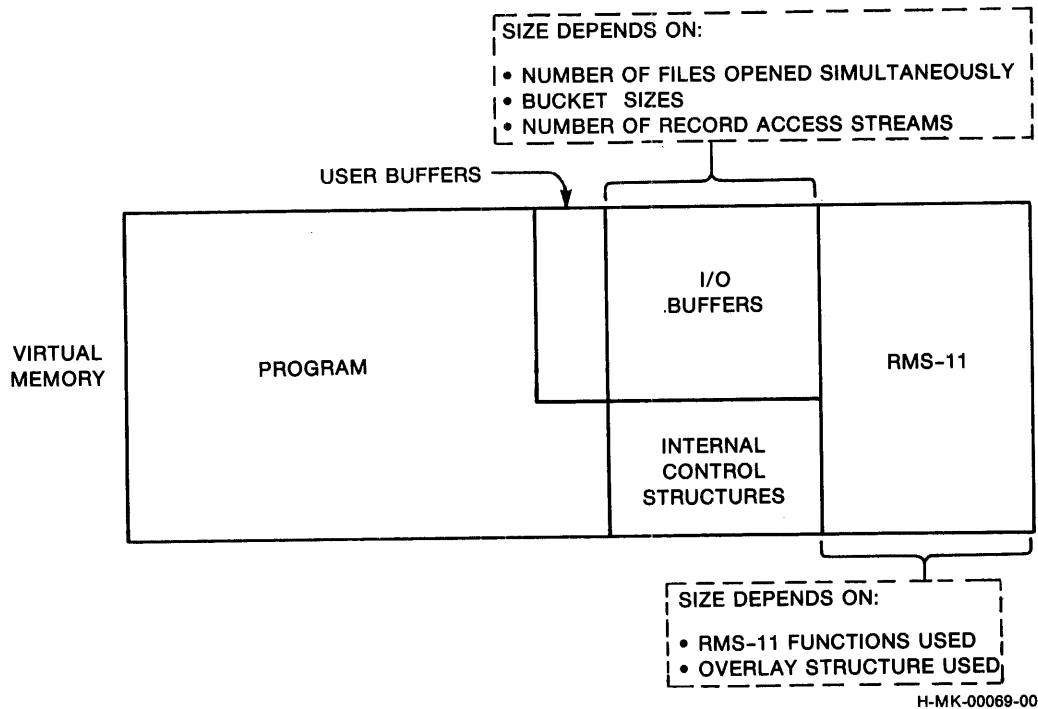 SIZE DEPENDS ON:
• NUMBER OF FILES OPENED SIMULTANEOUSLY
• BUCKET SIZES
• NUMBER OF RECORD ACCESS STREAMS
USER BUFFERS
I/O
BUFFERS
VIRTUAL
MEMORY
PROGRAM
RMS-11
INTERNAL
CONTROL
STRUCTURES
SIZE DEPENDS ON:
• RMS-11 FUNCTIONS USED
• OVERLAY STRUCTURE USED
H-MK-00069-00